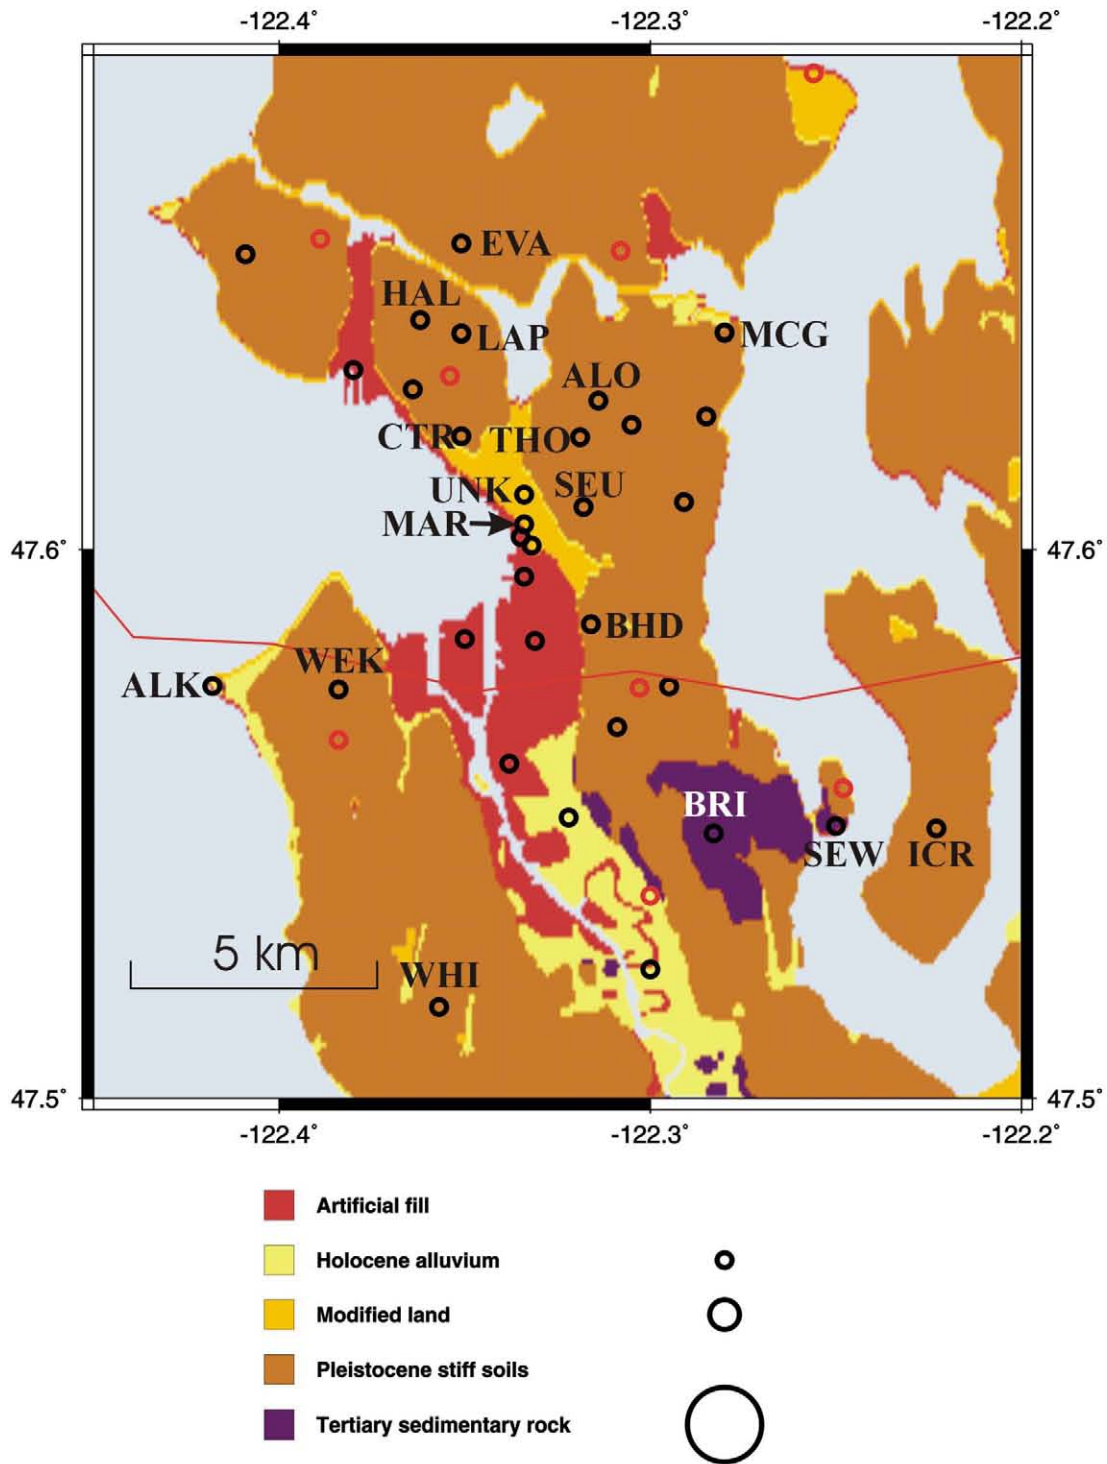 -122.4° -122.3° -122.2°
EVA
HAL
LAP
MCG
ALO
CTR THO
UNK SEU
MAR
47.6° 47.6°
BHD
WEK
ALK
BRI
SEW ICR
5 km
WHI
47.5° 47.5°
-122.4° -122.3° -122.2°
Artificial fill
Holocene alluvium
Modified land
Pleistocene stiff soils
Tertiary sedimentary rock